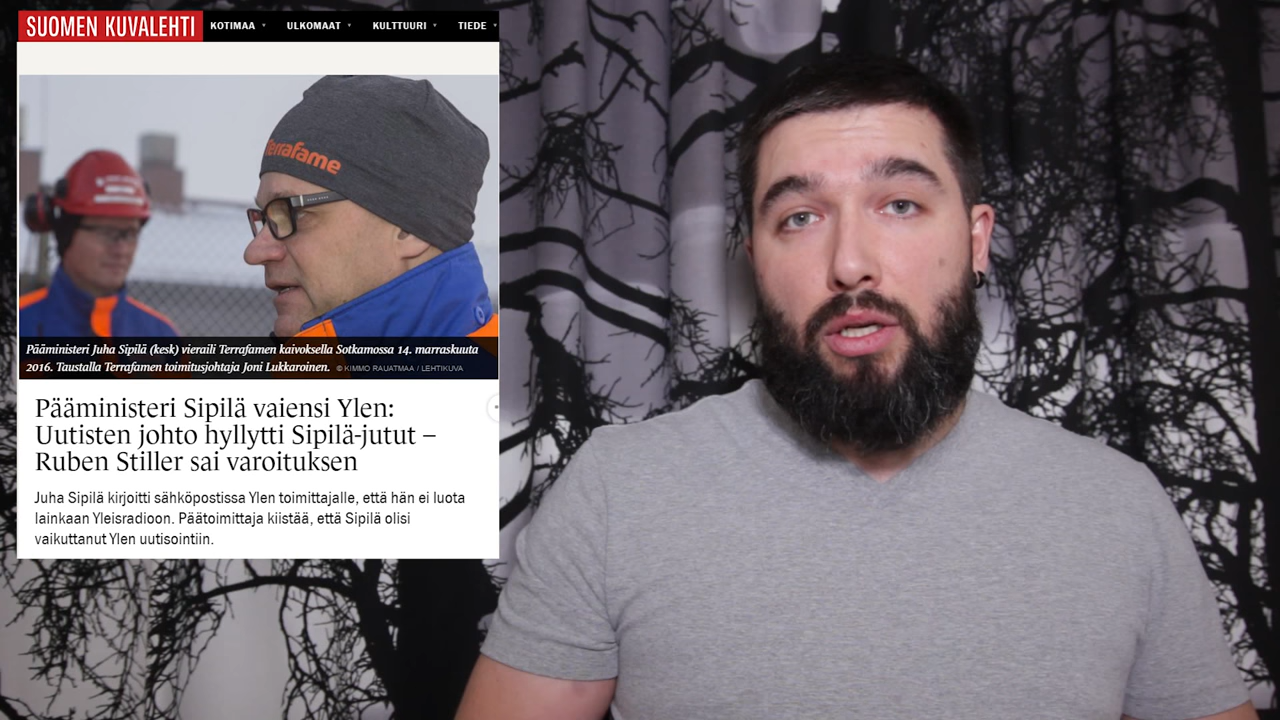 SUOMEN KUVALEHTI KOTIMAA ULKOMAAT KULTTUURI TIEDE
Terrafame
Pääministeri Juha Sipilä (kesk) vieraili Terrafamen kaivoksella Sotkamossa 14. marraskuuta
2016. Taustalla Terrafamen toimitusjohtaja Joni Lukkaroinen. © KIMMO RAUATMAA / LEHTIKUVA
Pääministeri Sipilä vaiensi Ylen:
Uutisten johto hyllytti Sipilä-jutut –
Ruben Stiller sai varoituksen
Juha Sipilä kirjoitti sähköpostissa Ylen toimittajalle, että hän ei luota
lainkaan Yleisradioon. Päätoimittaja kiistää, että Sipilä olisi
vaikuttanut Ylen uutisointiin.